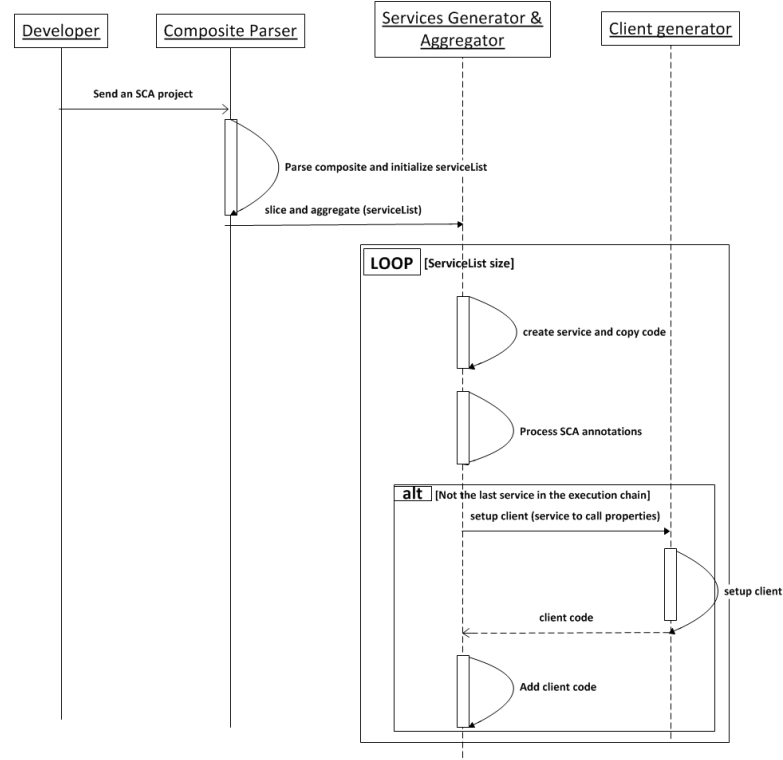 Developer
Composite Parser
Services Generator &
Aggregator
Client generator
Send an SCA project
Parse composite and initialize serviceList
slice and aggregate (serviceList)
LOOP [ServiceList size]
create service and copy code
Process SCA annotations
alt [Not the last service in the execution chain]
setup client (service to call properties)
setup client
client code
Add client code